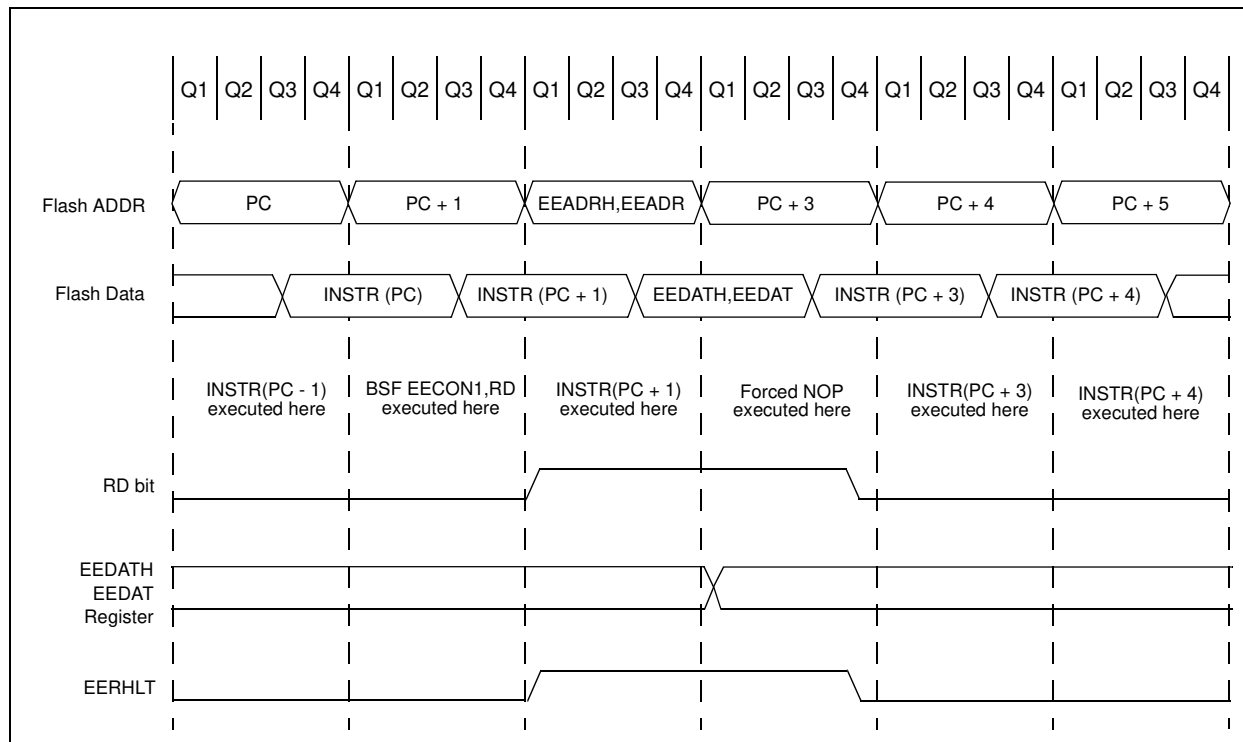 Q1 Q2 Q3 Q4 Q1 Q2 Q3 Q4 Q1 Q2 Q3 Q4 Q1 Q2 Q3 Q4 Q1 Q2 Q3 Q4 Q1 Q2 Q3 Q4
Flash ADDR PC PC + 1 EEADRH,EEADR PC + 3 PC + 4 PC + 5
Flash Data INSTR (PC) INSTR (PC + 1) EEDATH,EEDAT INSTR (PC + 3) INSTR (PC + 4)
INSTR(PC - 1) BSF EECON1,RD INSTR(PC + 1) Forced NOP INSTR(PC + 3) INSTR(PC + 4)
executed here executed here executed here executed here executed here executed here
RD bit
EEDATH
EEDAT
Register
EERHLT